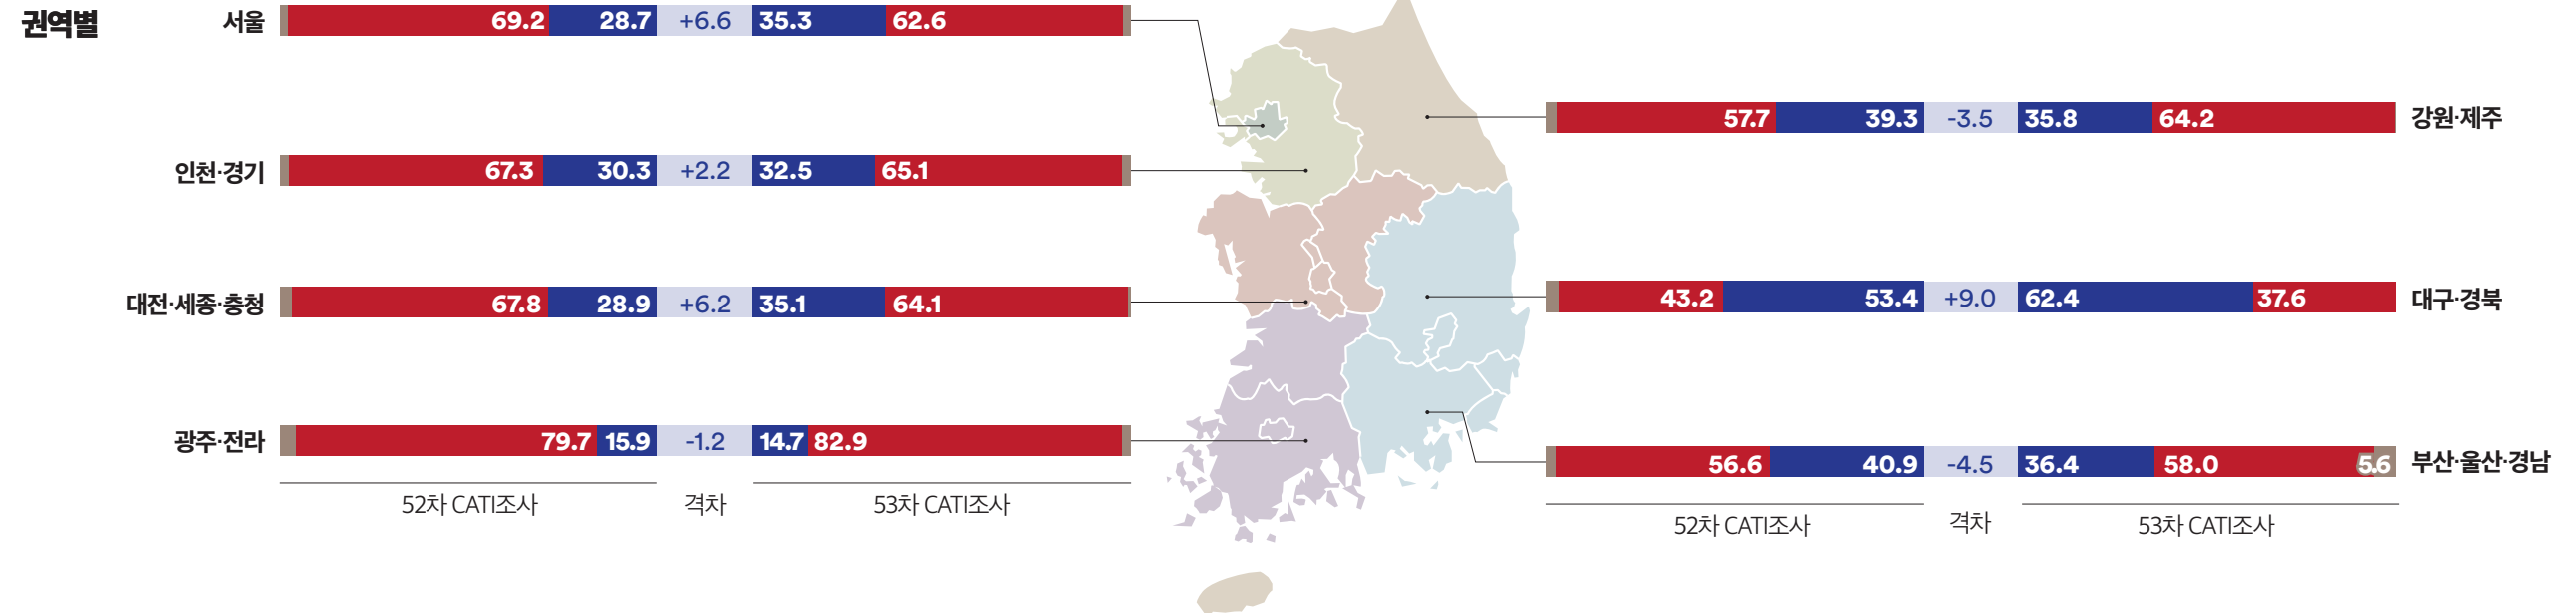 권역별
서울 69.2 28.7 +6.6 35.3 62.6
인천·경기 67.3 30.3 +2.2 32.5 65.1
대전·세종·충청 67.8 28.9 +6.2 35.1 64.1
광주·전라 79.7 15.9 -1.2 14.7 82.9
52차 CATI조사 격차 53차 CATI조사
57.7 39.3 -3.5 35.8 64.2 강원·제주
43.2 53.4 +9.0 62.4 37.6 대구·경북
56.6 40.9 -4.5 36.4 58.0 5.6 부산·울산·경남
52차 CATI조사 격차 53차 CATI조사